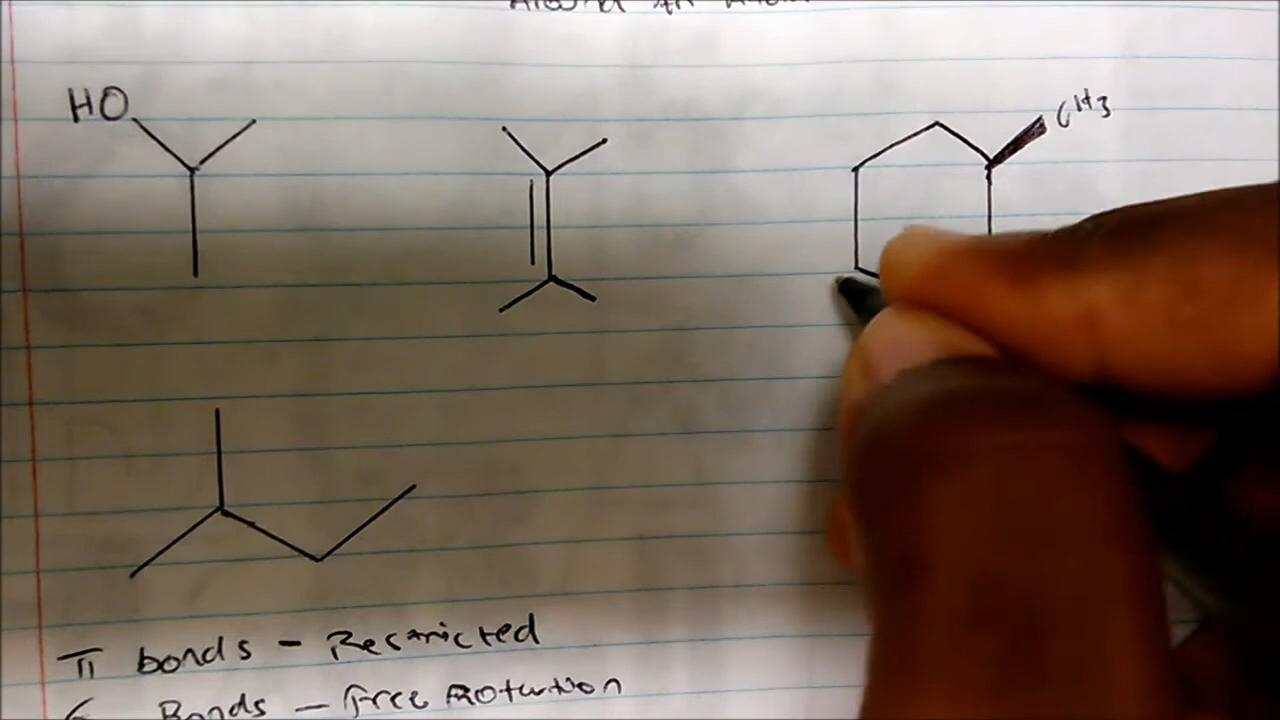 HO
CH3
π bonds - Restricted
σ Bonds - Free Rotation